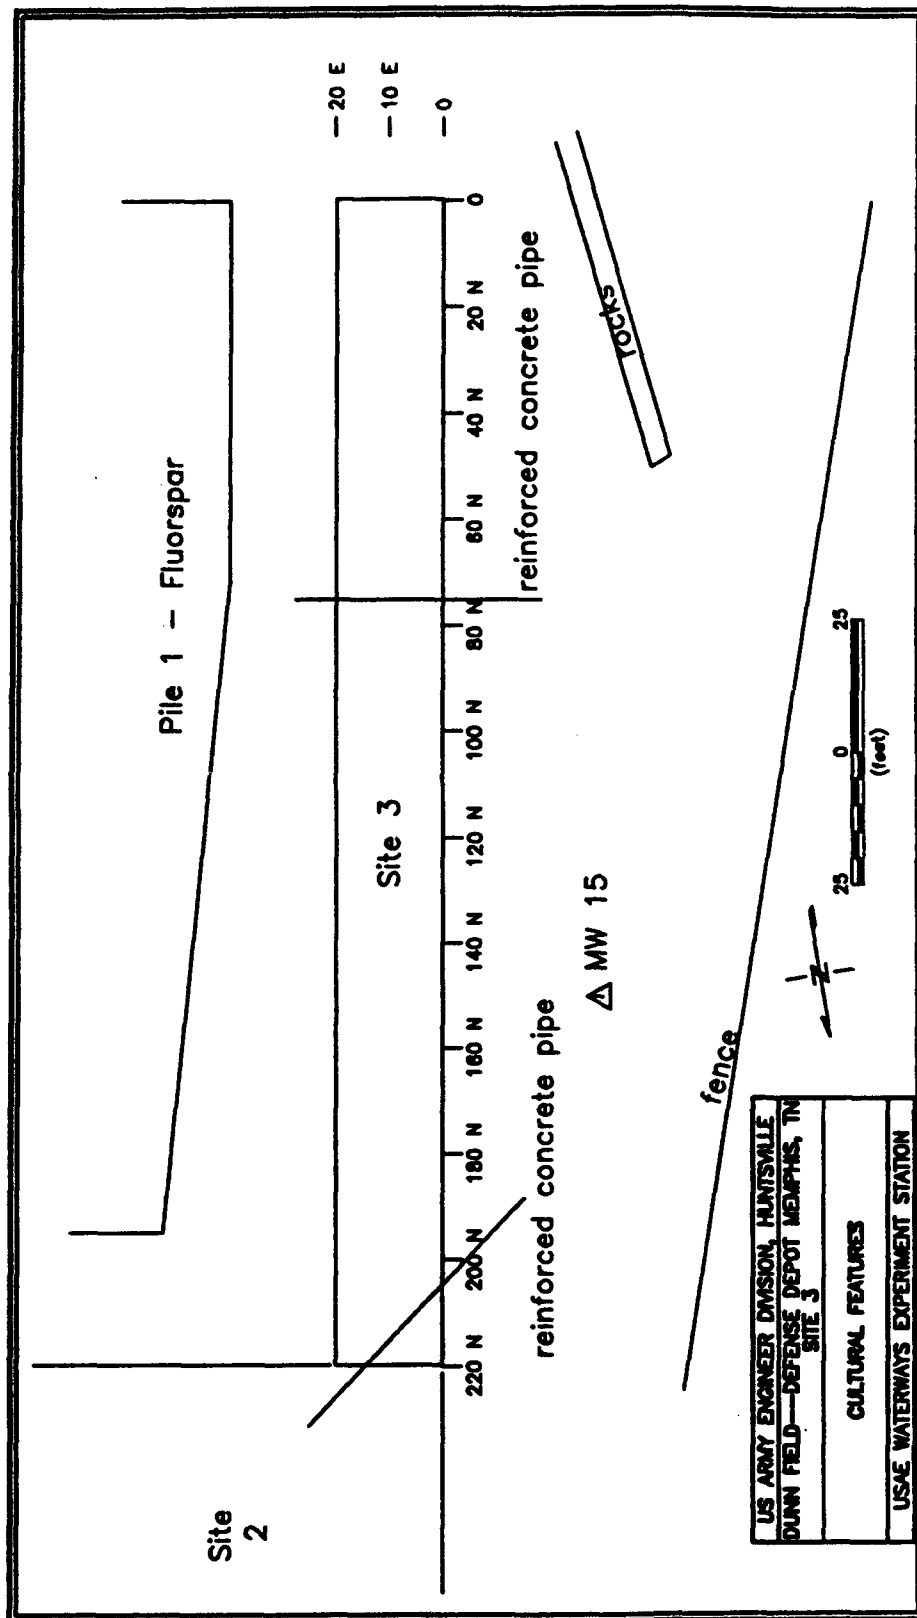 Pile 1 - Fluorspar
Site
2
Site 3
20 E
10 E
0
220 N
200 N
180 N
160 N
140 N
120 N
100 N
80 N
60 N
40 N
20 N
0
reinforced concrete pipe
reinforced concrete pipe
MW 15
rocks
fence
N
25
0
25
(feet)
US ARMY ENGINEER DIVISION, HUNTSVILLE
DUNN FIELD--DEFENSE DEPOT MEMPHIS, TN
SITE 3
CULTURAL FEATURES
USAE WATERWAYS EXPERIMENT STATION